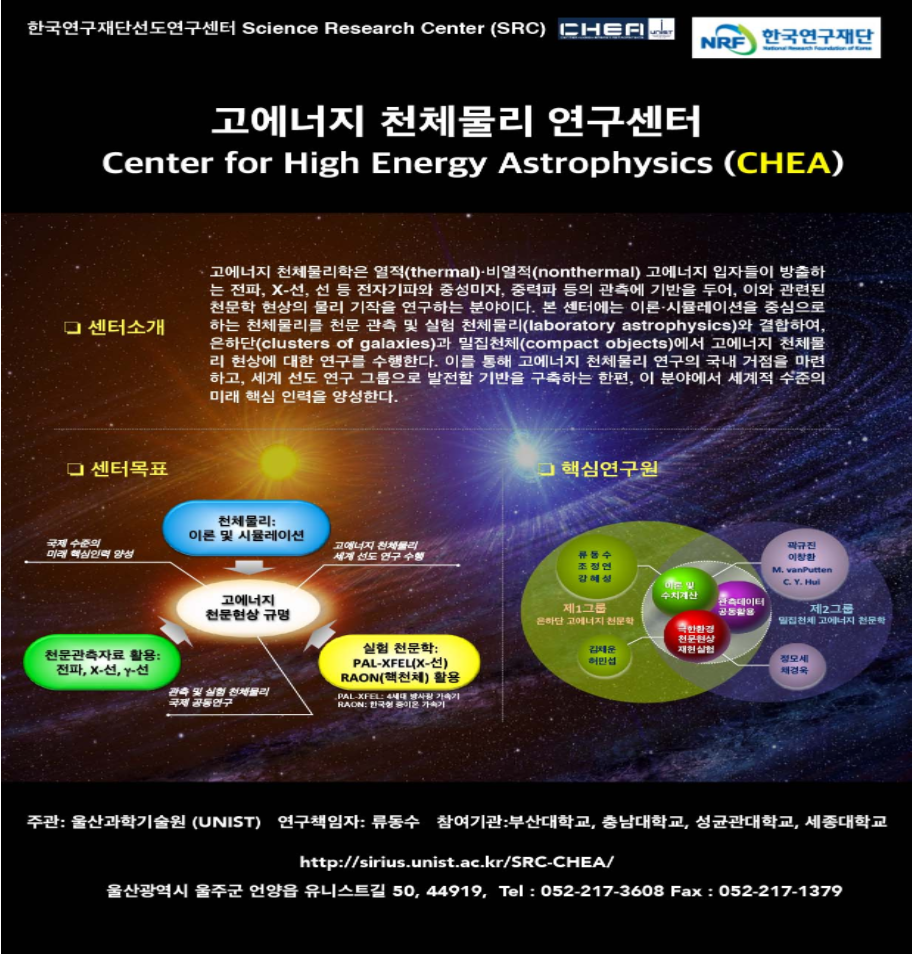 한국연구재단선도연구센터 Science Research Center (SRC) CHEA UNIST NRF 한국연구재단
National Research Foundation of Korea
고에너지 천체물리 연구센터
Center for High Energy Astrophysics (CHEA)
❏ 센터소개
고에너지 천체물리학은 열적(thermal)·비열적(nonthermal) 고에너지 입자들이 방출하
는 전파, X-선, 선 등 전자기파와 중성미자, 중력파 등의 관측에 기반을 두어, 이와 관련된
천문학 현상의 물리 기작을 연구하는 분야이다. 본 센터에는 이론·시뮬레이션을 중심으로
하는 천체물리를 천문 관측 및 실험 천체물리(laboratory astrophysics)와 결합하여,
은하단(clusters of galaxies)과 밀집천체(compact objects)에서 고에너지 천체물
리 현상에 대한 연구를 수행한다. 이를 통해 고에너지 천체물리 연구의 국내 거점을 마련
하고, 세계 선도 연구 그룹으로 발전할 기반을 구축하는 한편, 이 분야에서 세계적 수준의
미래 핵심 인력을 양성한다.
❏ 센터목표
천체물리:
이론 및 시뮬레이션
국제 수준의
미래 핵심인력 양성
고에너지 천체물리
세계 선도 연구 수행
고에너지
천문현상 규명
천문관측자료 활용:
전파, X-선, γ-선
실험 천문학:
PAL-XFEL(X-선)
RAON(핵천체) 활용
관측 및 실험 천체물리
국제 공동연구
PAL-XFEL: 4세대 방사광 가속기
RAON: 한국형 중이온 가속기
❏ 핵심연구원
류 동 수
조 정 연
강 혜 성
곽규진
이창환
M. vanPutten
C. Y. Hui
이론 및
수치계산
관측데이터
공동활용
극한환경
천문현상
재현실험
제1그룹
은하단 고에너지 천문학
제2그룹
밀집천체 고에너지 천문학
김태운
허민섭
정모세
채경욱
주관: 울산과학기술원 (UNIST) 연구책임자: 류동수 참여기관:부산대학교, 충남대학교, 성균관대학교, 세종대학교
http://sirius.unist.ac.kr/SRC-CHEA/
울산광역시 울주군 언양읍 유니스트길 50, 44919, Tel : 052-217-3608 Fax : 052-217-1379